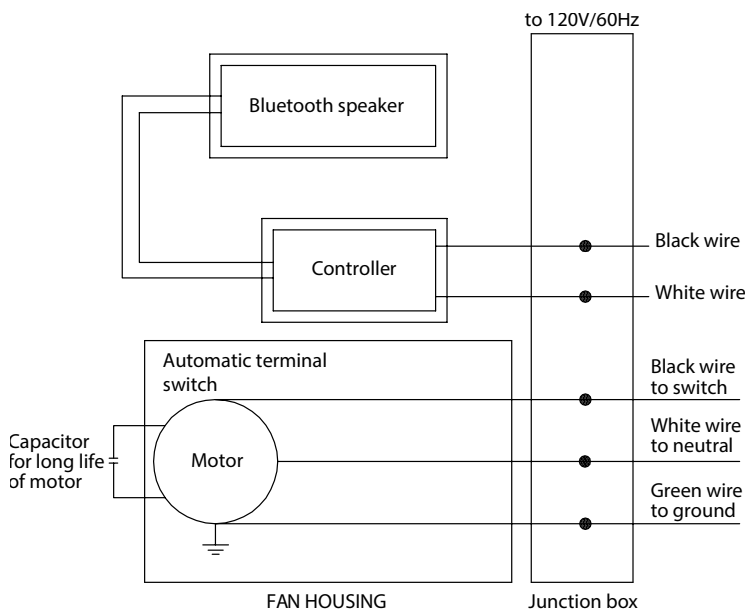 to 120V/60Hz
Bluetooth speaker
Controller
Black wire
White wire
Automatic terminal
switch
Black wire
to switch
White wire
to neutral
Capacitor
for long life
of motor
Motor
Green wire
to ground
FAN HOUSING
Junction box